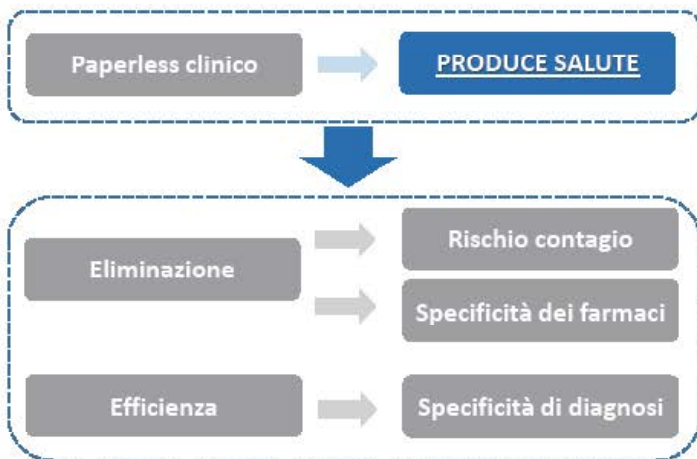 Paperless clinico
PRODUCE SALUTE
Eliminazione
Rischio contagio
Specificità dei farmaci
Efficienza
Specificità di diagnosi